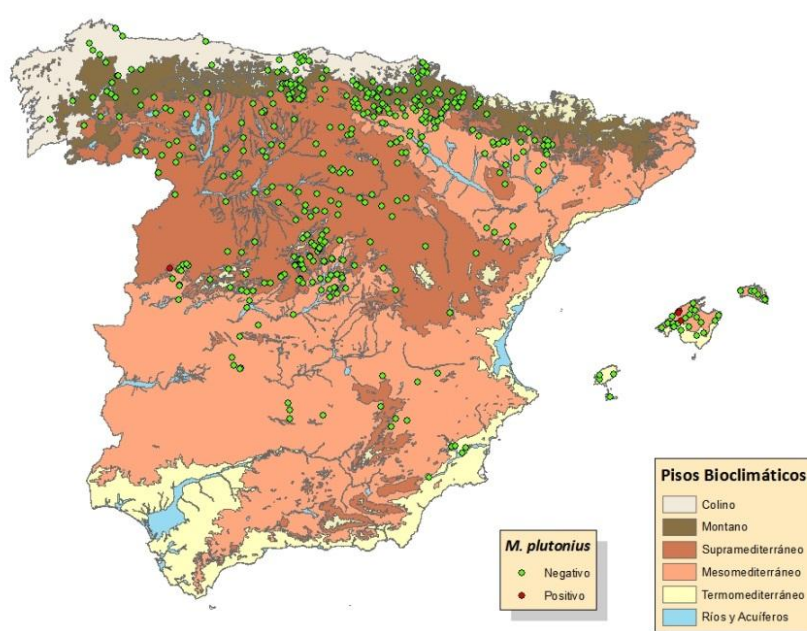 M. plutonius
Negativo
Positivo
Pisos Bioclimáticos
Colino
Montano
Supramediterráneo
Mesomediterráneo
Termomediterráneo
Ríos y Acuíferos